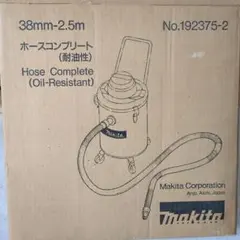 38mm-2.5m
No.192375-2
ホースコンプリート
(耐油性)
Hose Complete
(Oil-Resistant)
makita
Makita Corporation
Anjo, Aichi, Japan
makita